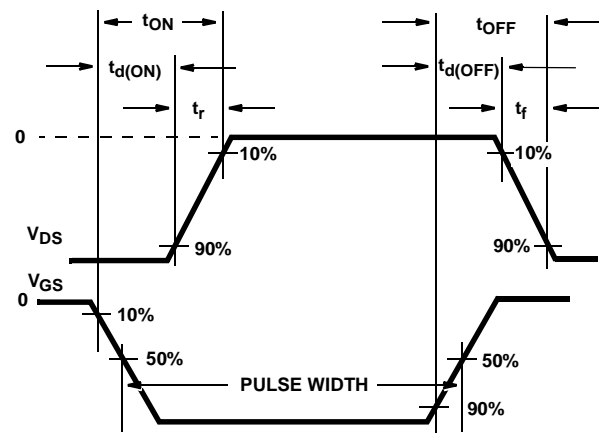 tON
tOFF
td(ON)
td(OFF)
tr
tf
0
10%
10%
VDS
90%
90%
VGS
0
10%
50%
50%
PULSE WIDTH
90%